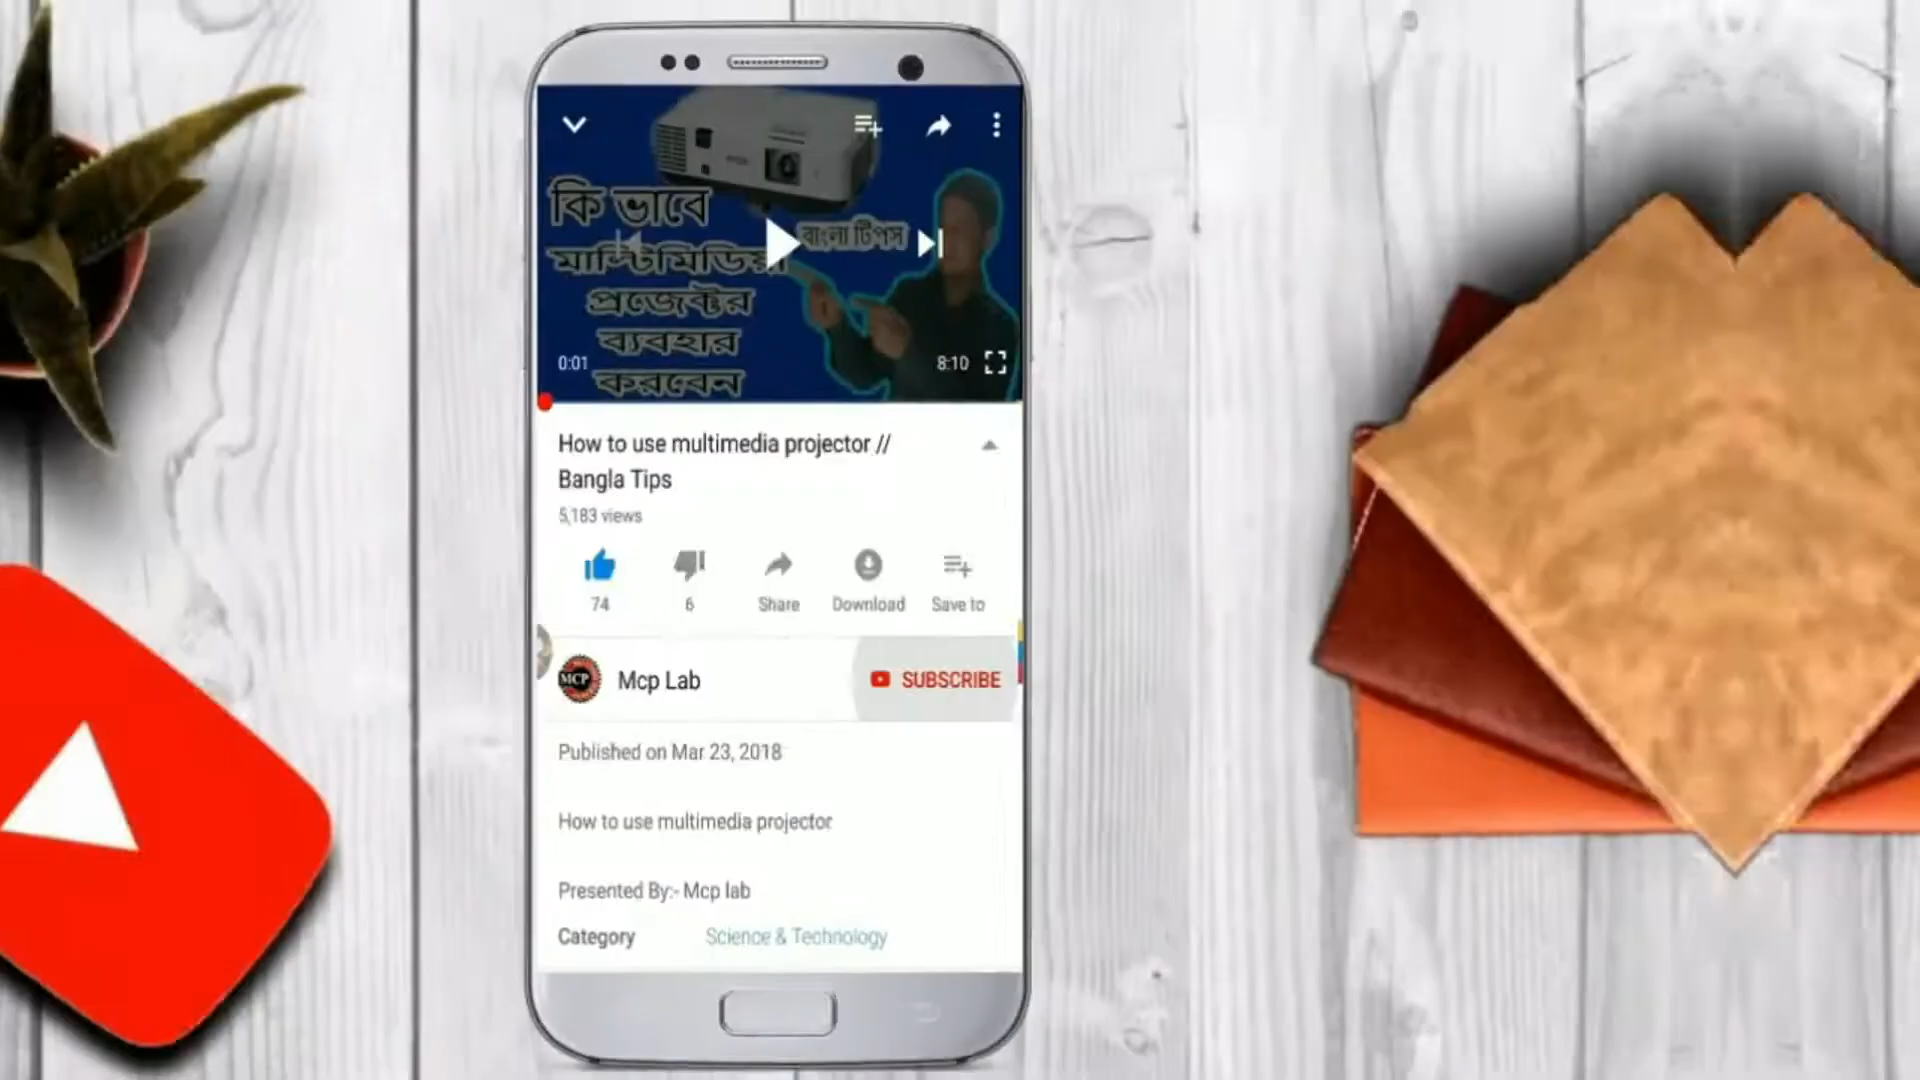 কি ভাবে
বাংলা টিপস
মাল্টিমিডিয়া
প্রজেক্টর
ব্যবহার
করবেন
0:01
8:10
How to use multimedia projector //
Bangla Tips
5,183 views
74
6
Share
Download
Save to
MCP
Mcp Lab
SUBSCRIBE
Published on Mar 23, 2018
How to use multimedia projector
Presented By:- Mcp lab
Category
Science & Technology